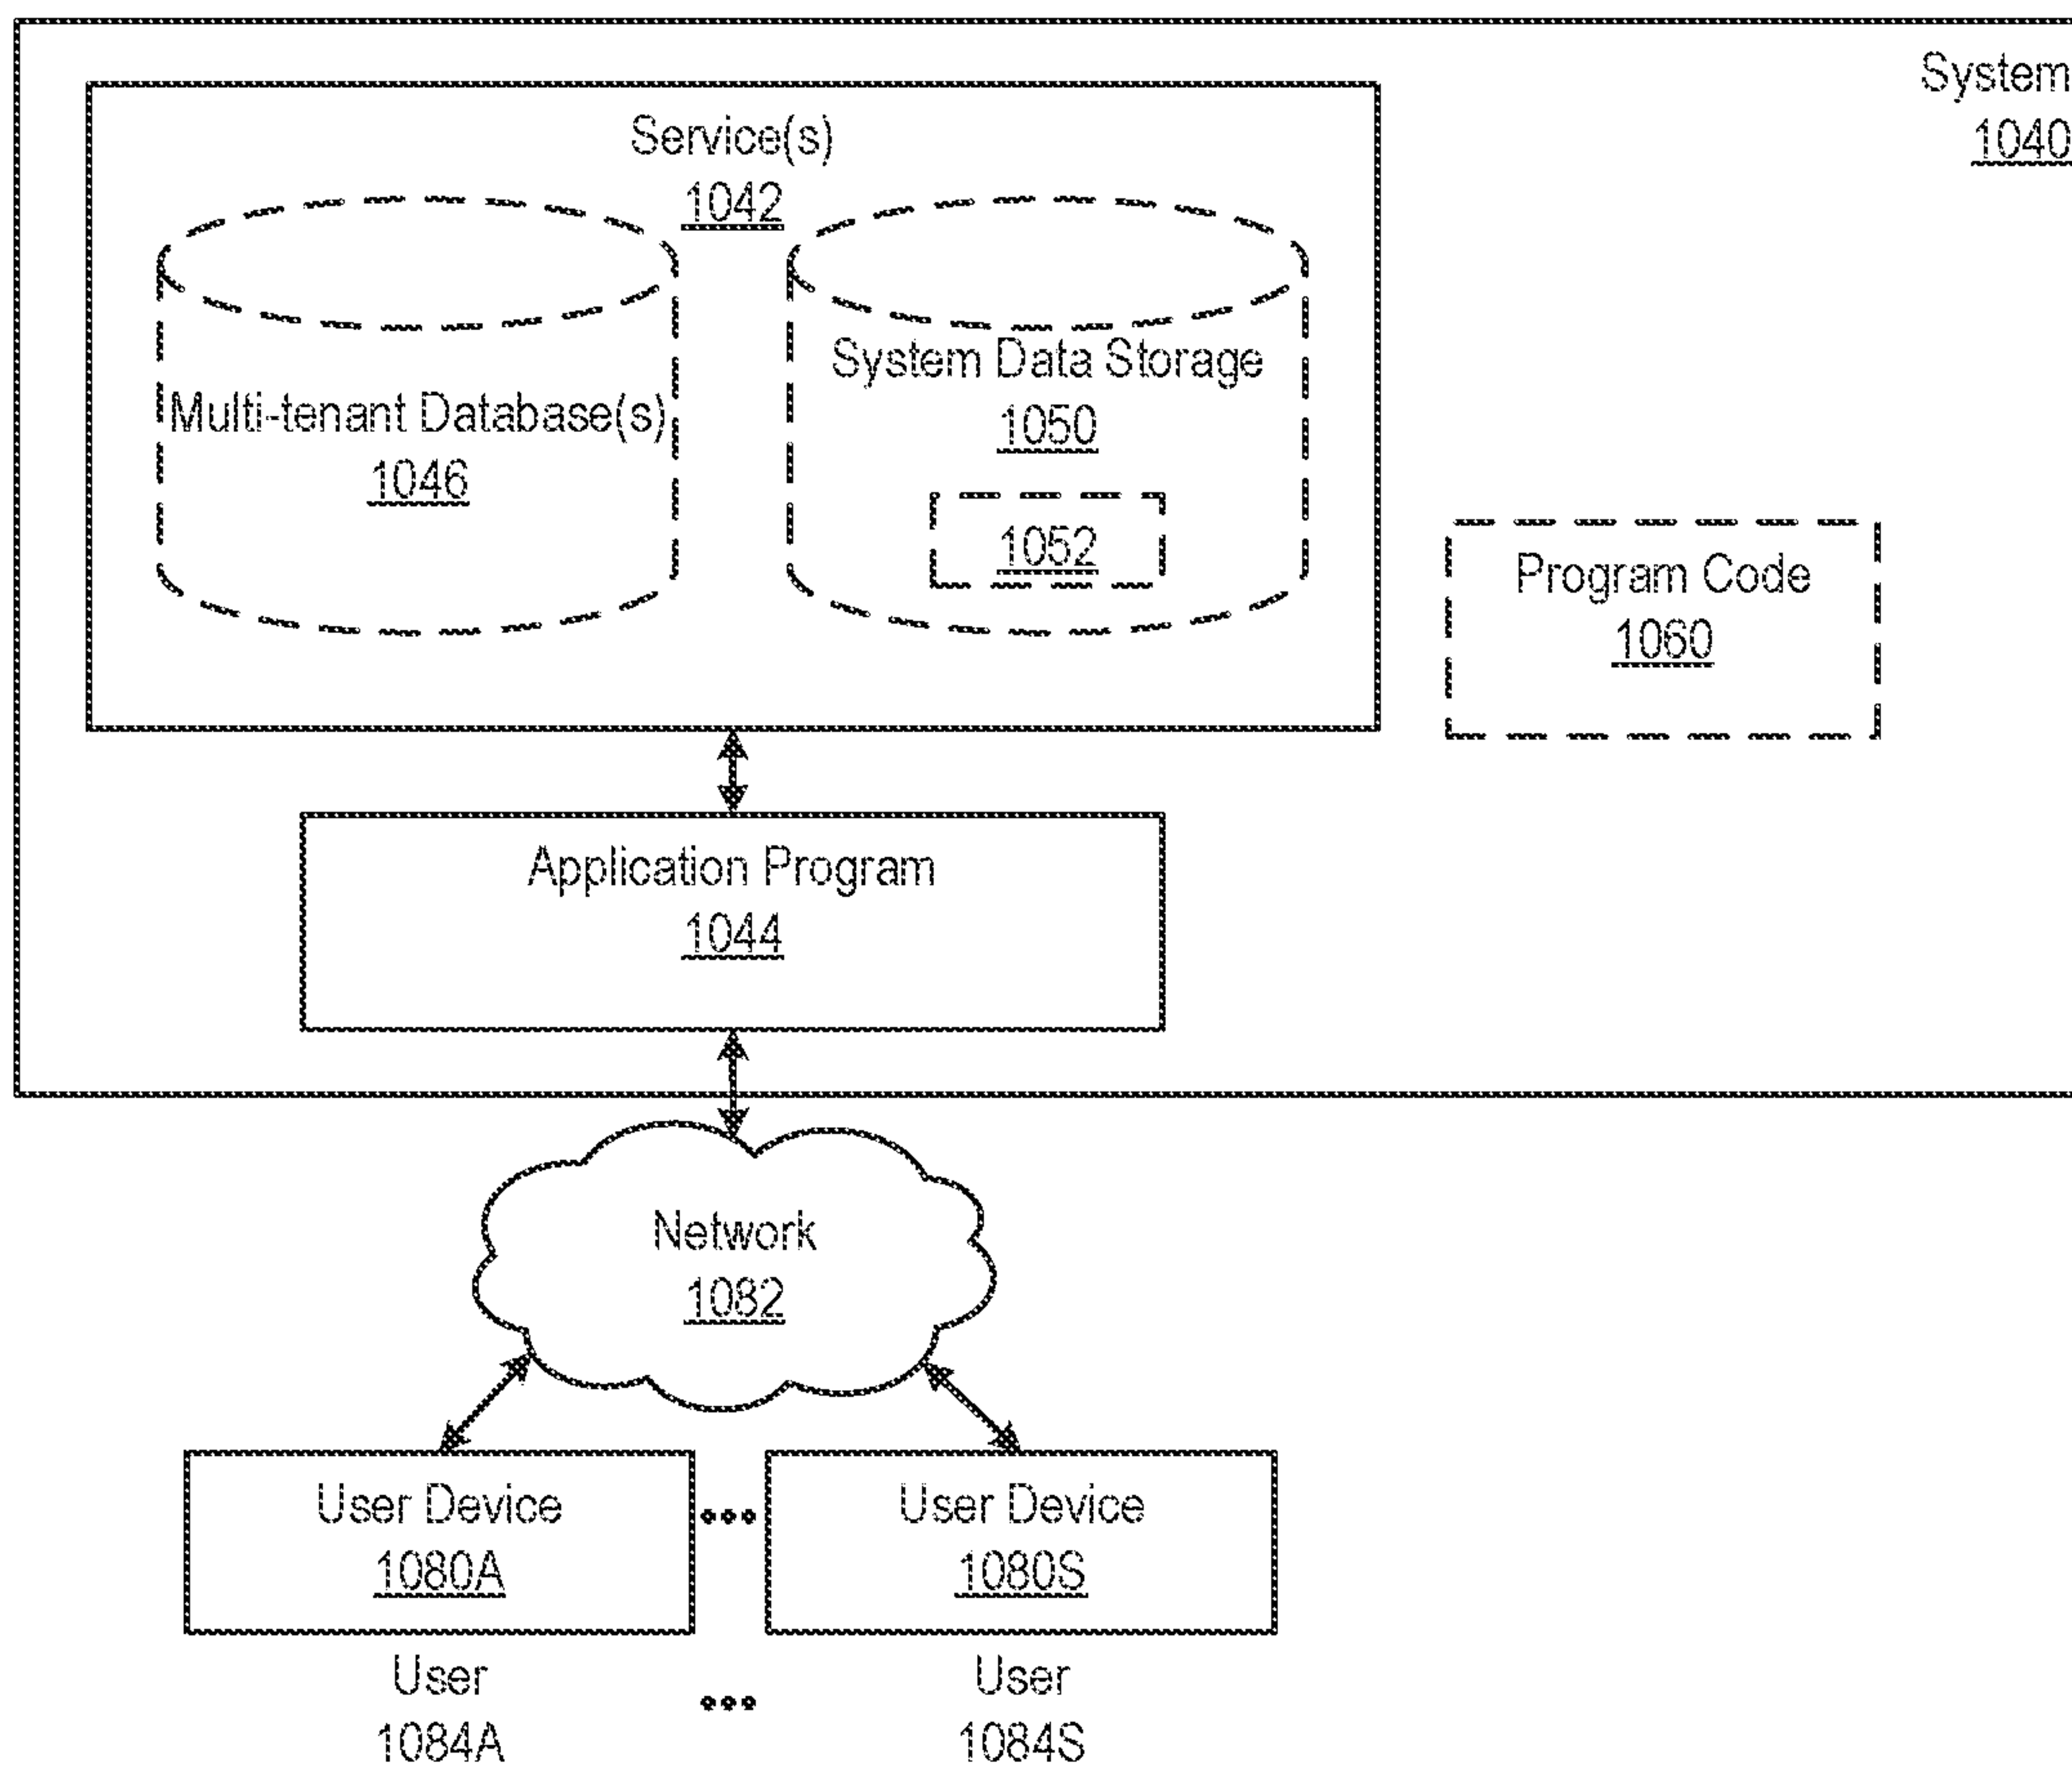 System
1040
Service(s)
1042
Multi-tenant Database(s)
1046
System Data Storage
1050
1052
Program Code
1060
Application Program
1044
Network
1082
User Device
1080A
...
User Device
1080S
User
1084A
...
User
1084S